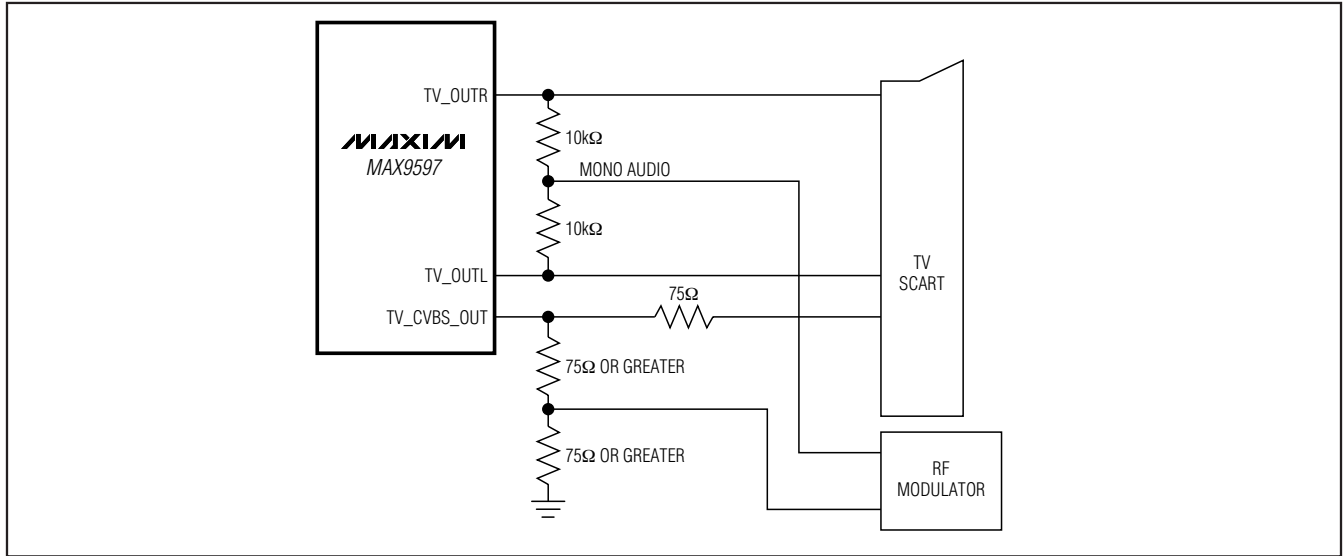 TV_OUTR
10kΩ
MAXIM
MAX9597
MONO AUDIO
10kΩ
TV_OUTL
TV
SCART
75Ω
TV_CVBS_OUT
75Ω OR GREATER
75Ω OR GREATER
RF
MODULATOR